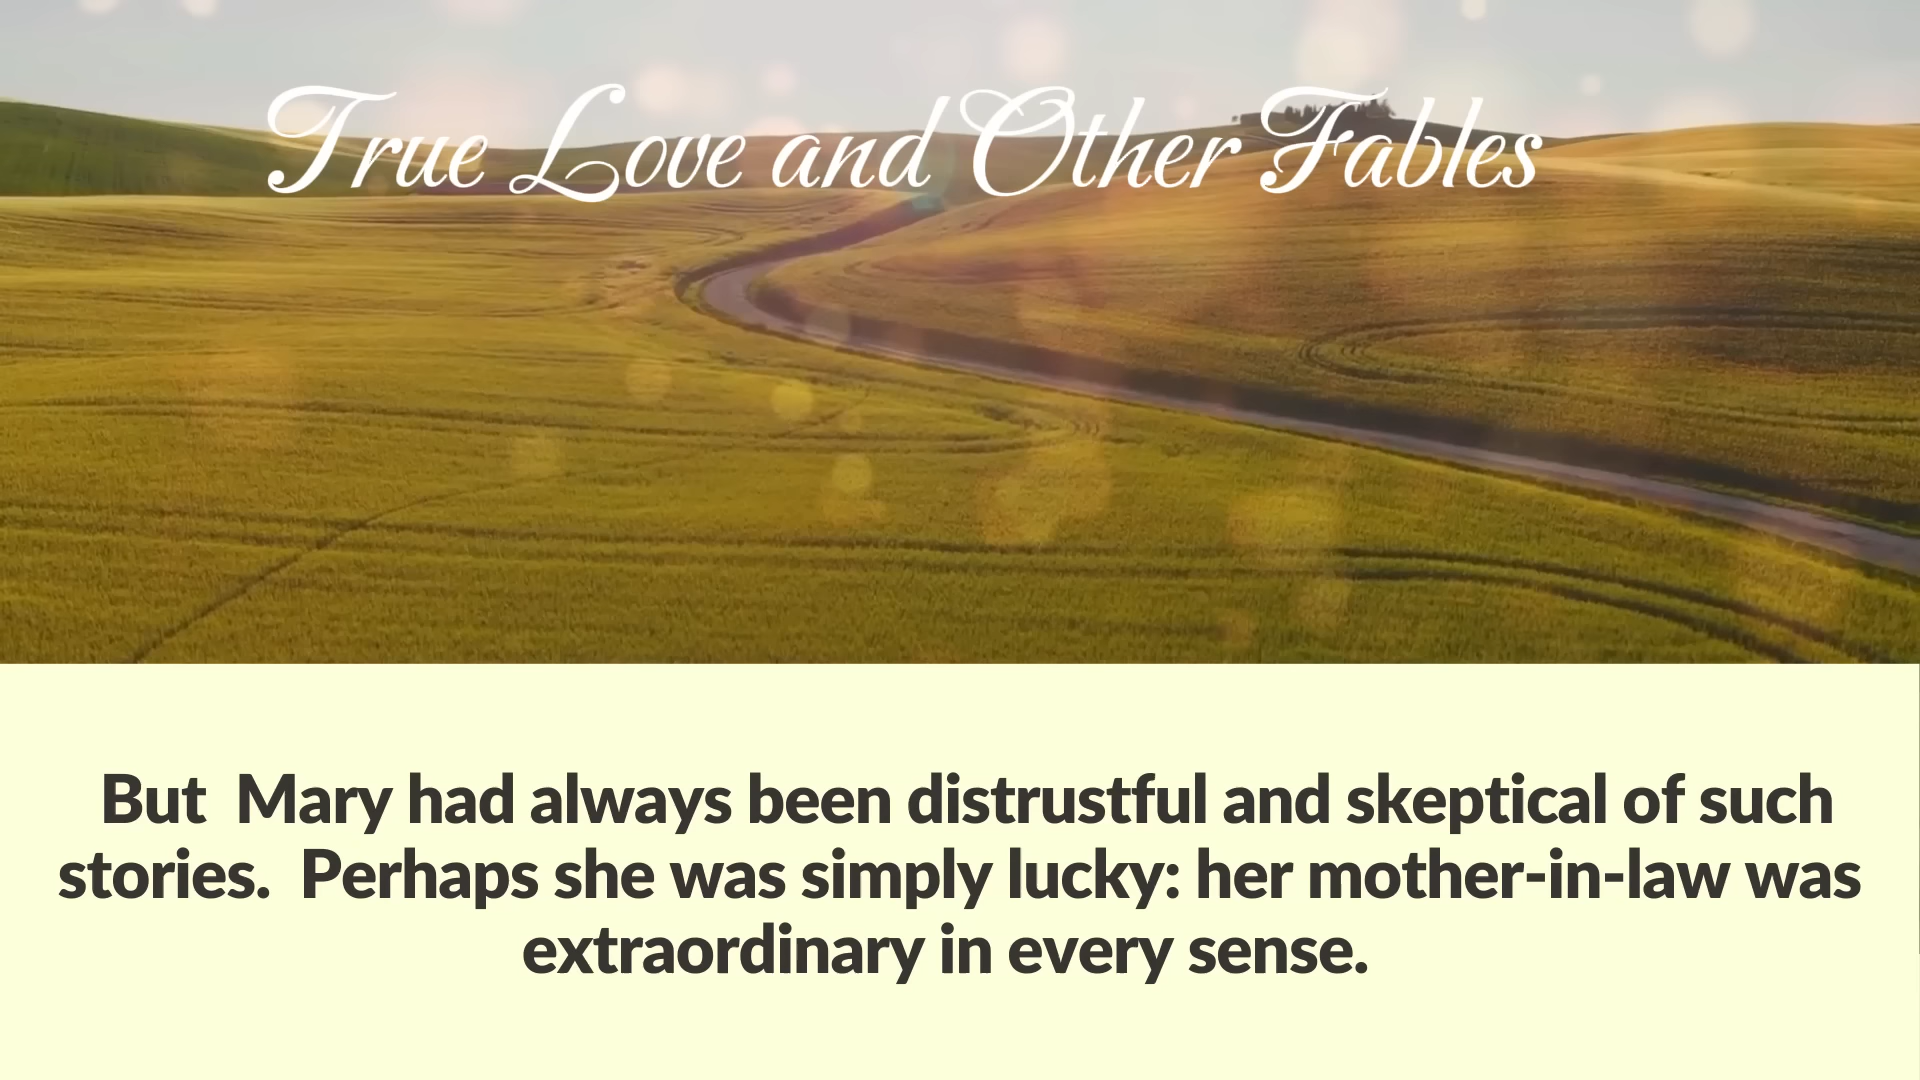 True Love and Other Fables
But  Mary had always been distrustful and skeptical of such
stories.  Perhaps she was simply lucky: her mother-in-law was
extraordinary in every sense.